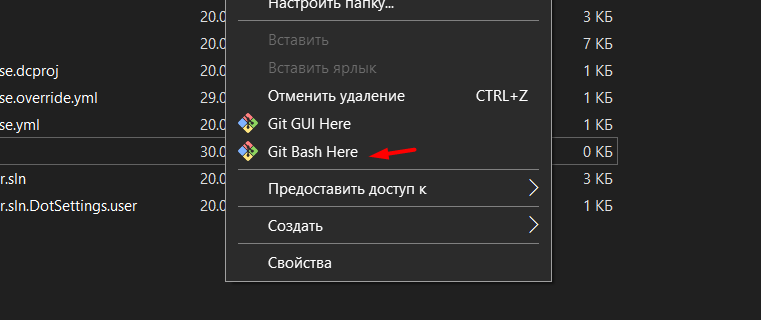 Настроить папку...
20.0 3 КБ
Вставить
20.0 7 КБ
Вставить ярлык
se.dcproj 20.0 1 КБ
se.override.yml 29.0 Отменить удаление CTRL+Z 1 КБ
se.yml 20.0 Git GUI Here 1 КБ
30.0 Git Bash Here 0 КБ
r.sln 20.0 Предоставить доступ к 3 КБ
r.sln.DotSettings.user 20.0 1 КБ
Создать
Свойства